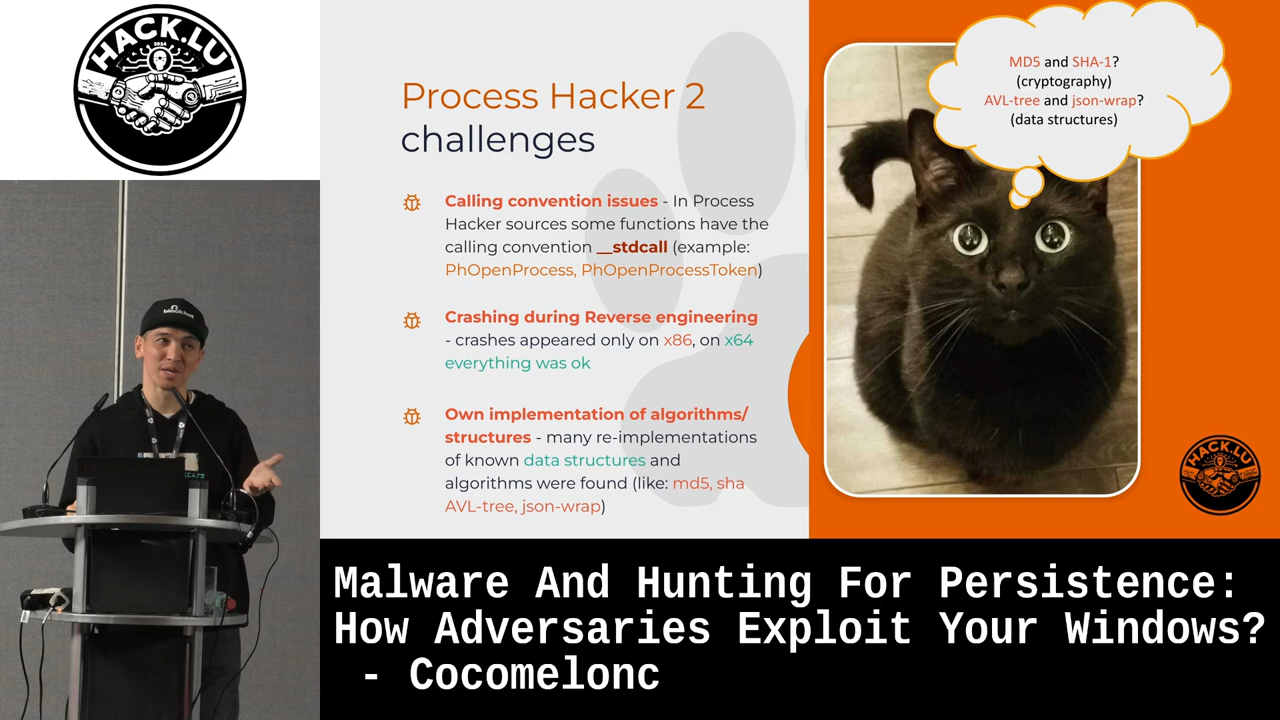 HACK.LU
2024
Process Hacker 2
challenges
Calling convention issues - In Process
Hacker sources some functions have the
calling convention __stdcall (example:
PhOpenProcess, PhOpenProcessToken)
Crashing during Reverse engineering
- crashes appeared only on x86, on x64
everything was ok
Own implementation of algorithms/
structures - many re-implementations
of known data structures and
algorithms were found (like: md5, sha
AVL-tree, json-wrap)
MD5 and SHA-1?
(cryptography)
AVL-tree and json-wrap?
(data structures)
HACK.LU
Malware And Hunting For Persistence:
How Adversaries Exploit Your Windows?
- Cocomelonc